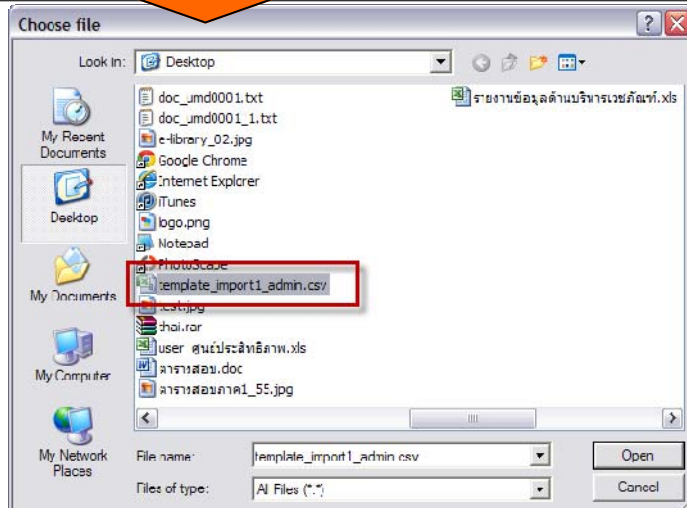 Choose file
Look in: Desktop
My Recent Documents
Desktop
My Documents
My Computer
My Network Places
doc_umd0001.txt
doc_umd0001_1.txt
e-library_02.jpg
Google Chrome
Internet Explorer
iTunes
logo.png
Notepad
PhotoScape
template_import1_admin.csv
test.jpg
thai.rar
user ศูนย์ประสิทธิภาพ.xls
ตารางสอบ.doc
ตารางสอบภาค1_55.jpg
รายงานข้อมูลด้านบริหารเวชภัณฑ์.xls
File name: template_import1_admin.csv Open
Files of type: All Files (*.*) Cancel